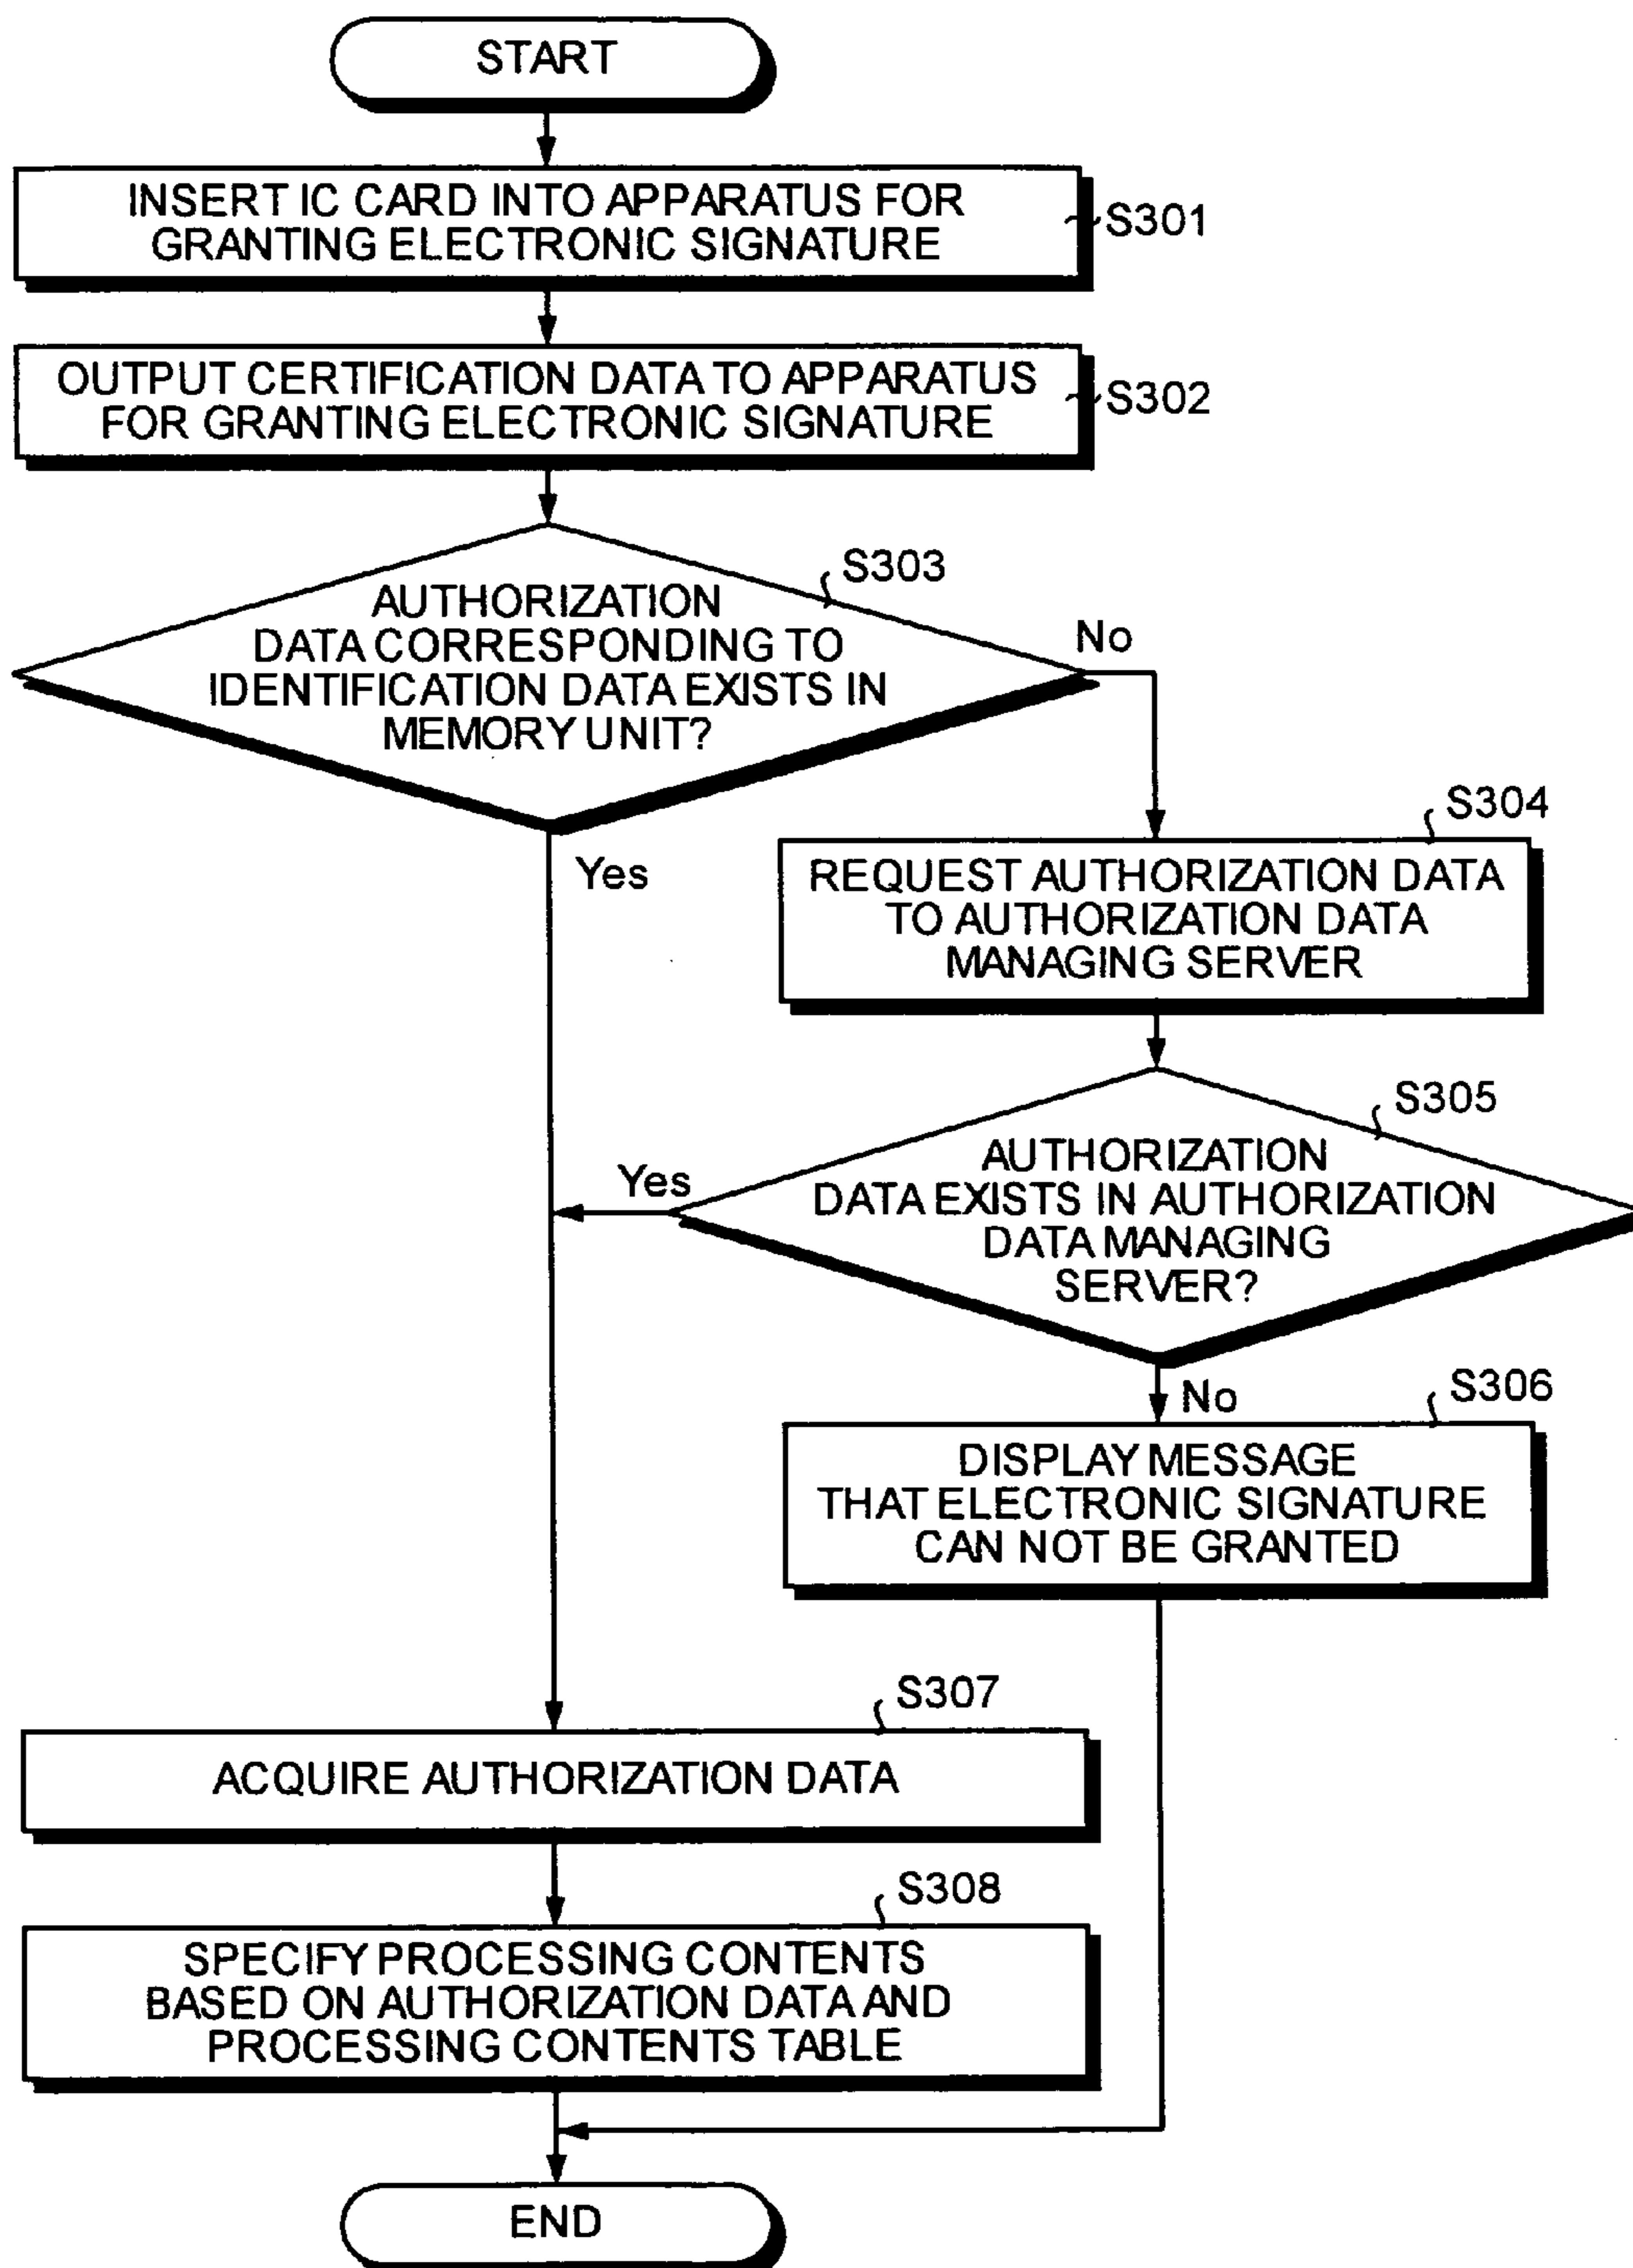 START
INSERT IC CARD INTO APPARATUS FOR
GRANTING ELECTRONIC SIGNATURE
S301
OUTPUT CERTIFICATION DATA TO APPARATUS
FOR GRANTING ELECTRONIC SIGNATURE
S302
S303
AUTHORIZATION
DATA CORRESPONDING TO
IDENTIFICATION DATA EXISTS IN
MEMORY UNIT?
No
Yes
S304
REQUEST AUTHORIZATION DATA
TO AUTHORIZATION DATA
MANAGING SERVER
S305
AUTHORIZATION
DATA EXISTS IN AUTHORIZATION
DATA MANAGING
SERVER?
Yes
No
S306
DISPLAY MESSAGE
THAT ELECTRONIC SIGNATURE
CAN NOT BE GRANTED
S307
ACQUIRE AUTHORIZATION DATA
S308
SPECIFY PROCESSING CONTENTS
BASED ON AUTHORIZATION DATA AND
PROCESSING CONTENTS TABLE
END